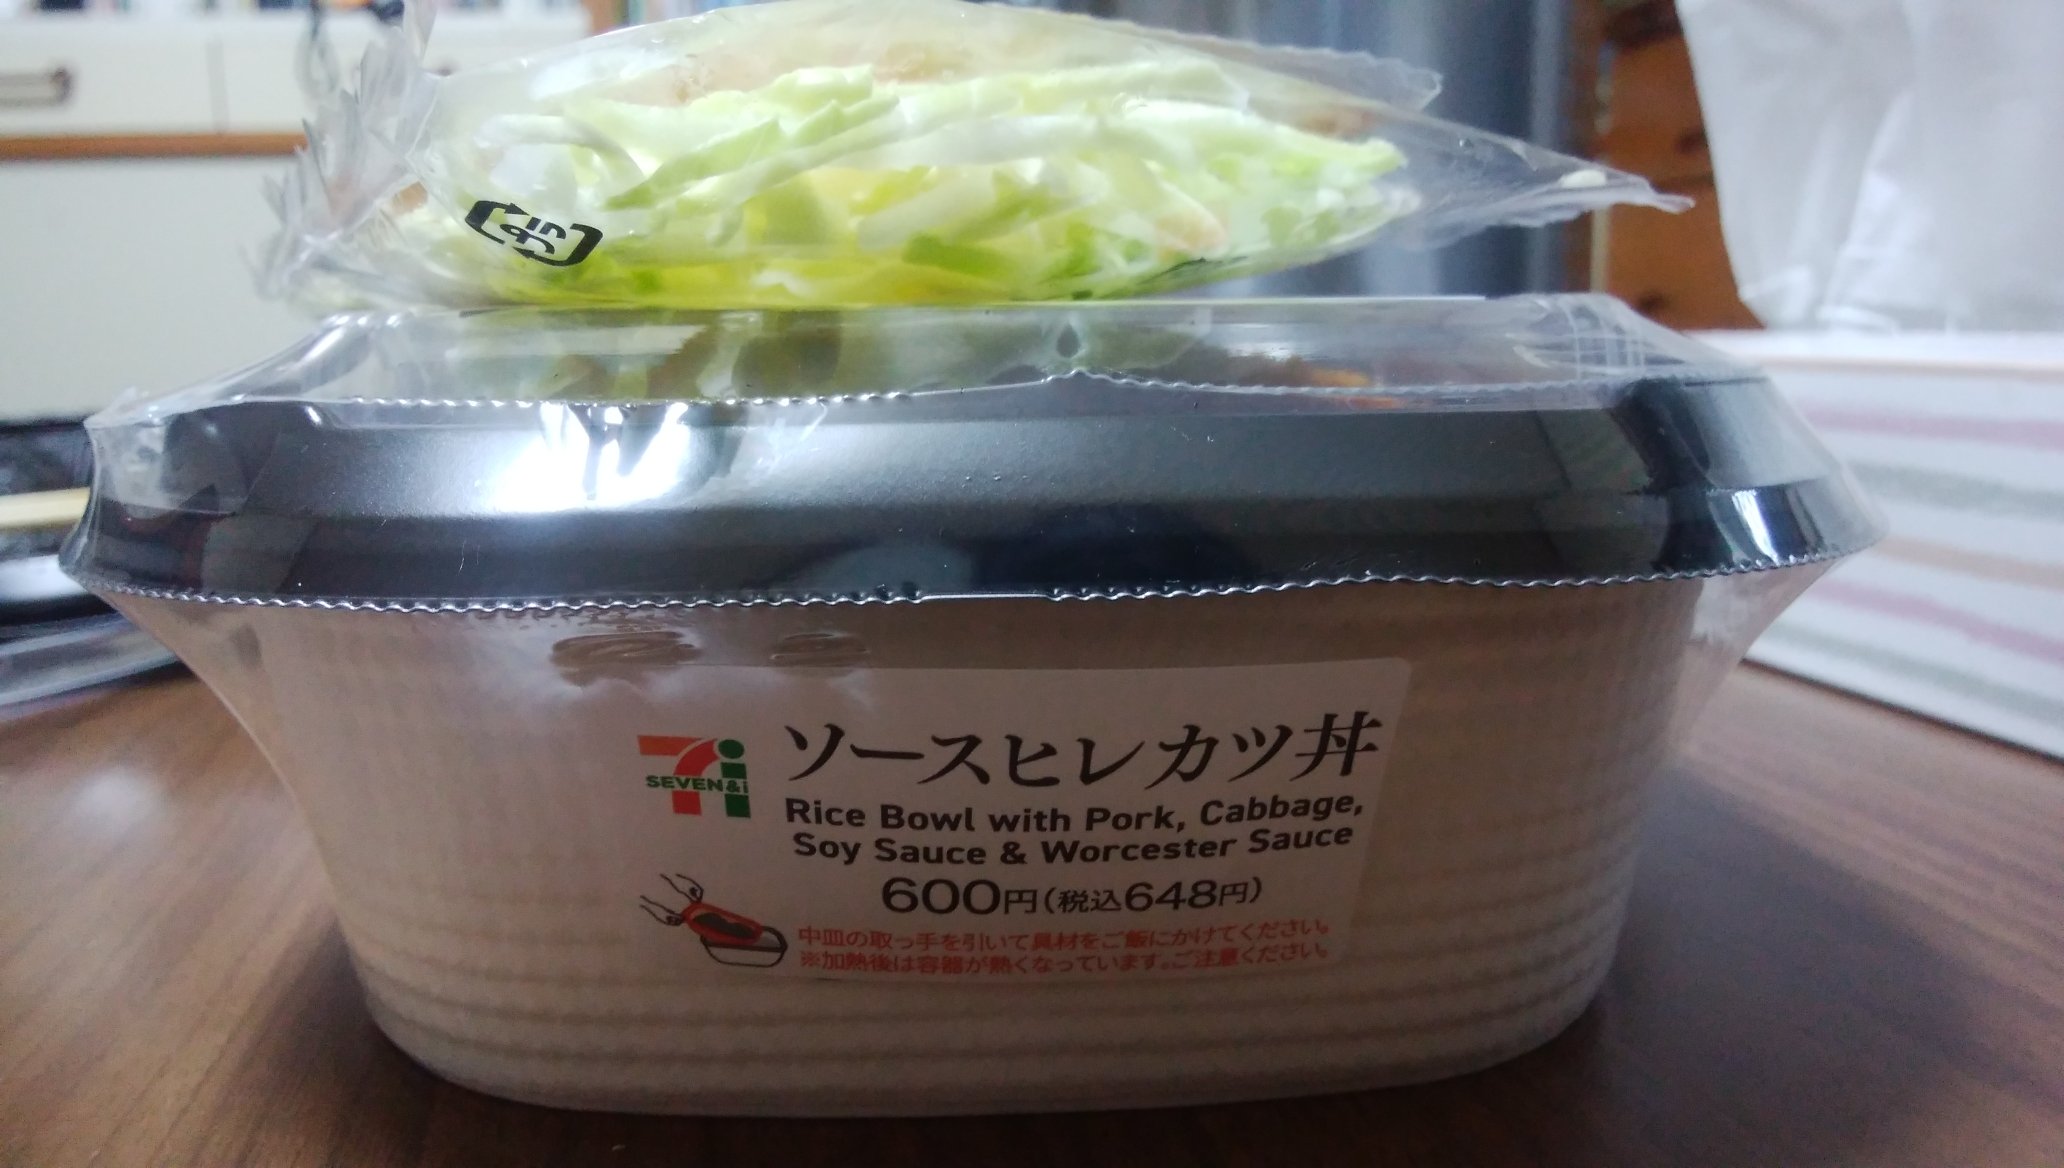 プラ
ソースヒレカツ丼
SEVEN&i
Rice Bowl with Pork, Cabbage,
Soy Sauce & Worcester Sauce
600円(税込648円)
中皿の取っ手を引いて具材をご飯にかけてください。
※加熱後は容器が熱くなっています。ご注意ください。